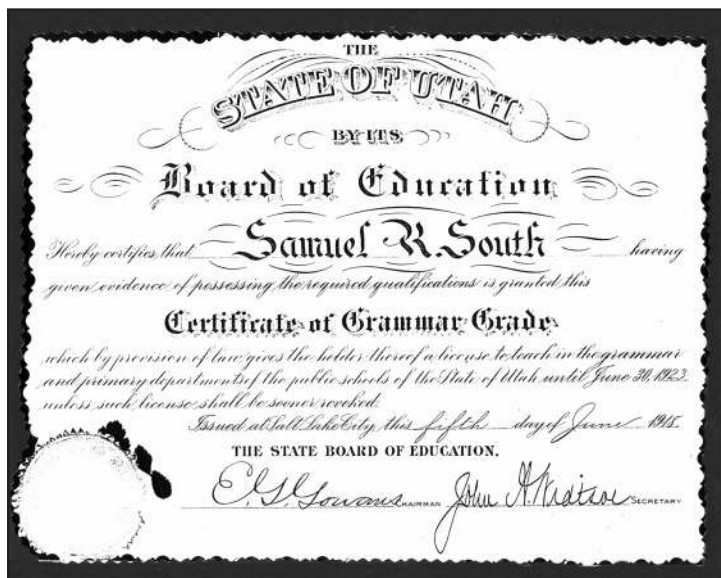 THE
STATE OF UTAH
BY ITS
Board of Education
Hereby certifies that Samuel R. South having
given evidence of possessing the required qualifications is granted this
Certificate of Grammar Grade
which by provision of law gives the holder thereof a license to teach in the grammar
and primary departments of the public schools of the State of Utah until June 30, 1923
unless such license shall be sooner revoked.
Issued at Salt Lake City, this fifth day of June 1918.
THE STATE BOARD OF EDUCATION.
E. G. Gowans CHAIRMAN John A. Widtsoe SECRETARY